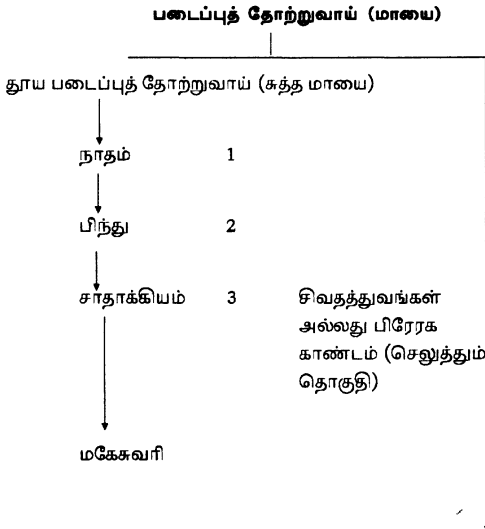 படைப்புத் தோற்றுவாய் (மாயை)
தூய படைப்புத் தோற்றுவாய் (சுத்த மாயை)
நாதம் 1
பிந்து 2
சாதாக்கியம் 3 சிவதத்துவங்கள்
அல்லது பிரேரக
காண்டம் (செலுத்தும்
தொகுதி)
மகேசுவரி